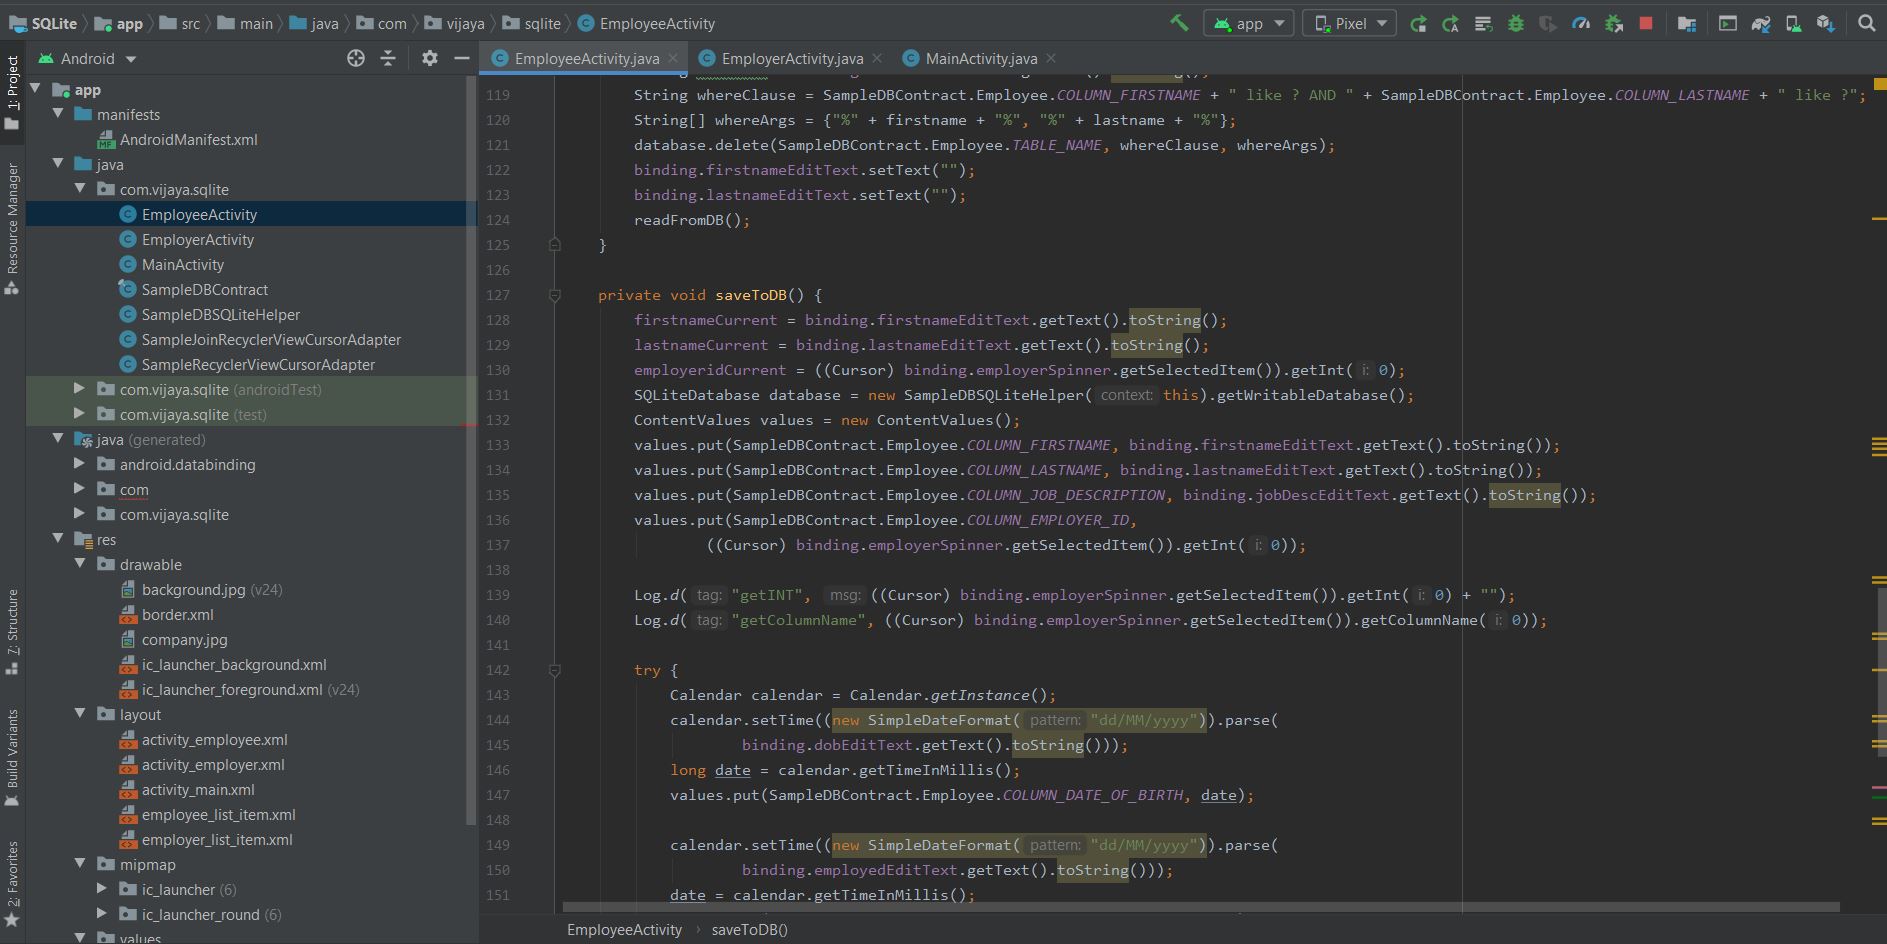 SQLite app src main java com vijaya sqlite EmployeeActivity app Pixel
1: Project
Resource Manager
7: Structure
Build Variants
2: Favorites
Android
app
manifests
AndroidManifest.xml
java
com.vijaya.sqlite
EmployeeActivity
EmployerActivity
MainActivity
SampleDBContract
SampleDBSQLiteHelper
SampleJoinRecyclerViewCursorAdapter
SampleRecyclerViewCursorAdapter
com.vijaya.sqlite (androidTest)
com.vijaya.sqlite (test)
java (generated)
android.databinding
com
com.vijaya.sqlite
res
drawable
background.jpg (v24)
border.xml
company.jpg
ic_launcher_background.xml
ic_launcher_foreground.xml (v24)
layout
activity_employee.xml
activity_employer.xml
activity_main.xml
employee_list_item.xml
employer_list_item.xml
mipmap
ic_launcher (6)
ic_launcher_round (6)
values
EmployeeActivity.java EmployerActivity.java MainActivity.java
119 String whereClause = SampleDBContract.Employee.COLUMN_FIRSTNAME + " like ? AND " + SampleDBContract.Employee.COLUMN_LASTNAME + " like ?";
120 String[] whereArgs = {"%" + firstname + "%", "%" + lastname + "%"};
121 database.delete(SampleDBContract.Employee.TABLE_NAME, whereClause, whereArgs);
122 binding.firstnameEditText.setText("");
123 binding.lastnameEditText.setText("");
124 readFromDB();
125 }
126
127 private void saveToDB() {
128 firstnameCurrent = binding.firstnameEditText.getText().toString();
129 lastnameCurrent = binding.lastnameEditText.getText().toString();
130 employeridCurrent = ((Cursor) binding.employerSpinner.getSelectedItem()).getInt( i: 0);
131 SQLiteDatabase database = new SampleDBSQLiteHelper( context: this).getWritableDatabase();
132 ContentValues values = new ContentValues();
133 values.put(SampleDBContract.Employee.COLUMN_FIRSTNAME, binding.firstnameEditText.getText().toString());
134 values.put(SampleDBContract.Employee.COLUMN_LASTNAME, binding.lastnameEditText.getText().toString());
135 values.put(SampleDBContract.Employee.COLUMN_JOB_DESCRIPTION, binding.jobDescEditText.getText().toString());
136 values.put(SampleDBContract.Employee.COLUMN_EMPLOYER_ID,
137 ((Cursor) binding.employerSpinner.getSelectedItem()).getInt( i: 0));
138
139 Log.d( tag: "getINT", msg: ((Cursor) binding.employerSpinner.getSelectedItem()).getInt( i: 0) + "");
140 Log.d( tag: "getColumnName", ((Cursor) binding.employerSpinner.getSelectedItem()).getColumnName( i: 0));
141
142 try {
143 Calendar calendar = Calendar.getInstance();
144 calendar.setTime((new SimpleDateFormat( pattern: "dd/MM/yyyy")).parse(
145 binding.dobEditText.getText().toString()));
146 long date = calendar.getTimeInMillis();
147 values.put(SampleDBContract.Employee.COLUMN_DATE_OF_BIRTH, date);
148
149 calendar.setTime((new SimpleDateFormat( pattern: "dd/MM/yyyy")).parse(
150 binding.employedEditText.getText().toString()));
151 date = calendar.getTimeInMillis();
EmployeeActivity saveToDB()